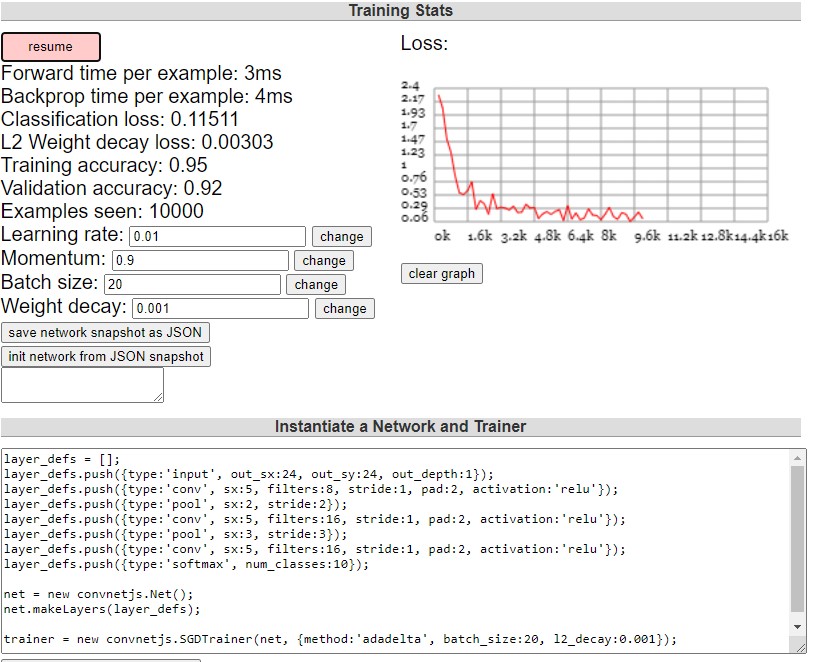 Training Stats
resume
Forward time per example: 3ms
Backprop time per example: 4ms
Classification loss: 0.11511
L2 Weight decay loss: 0.00303
Training accuracy: 0.95
Validation accuracy: 0.92
Examples seen: 10000
Learning rate: 0.01 change
Momentum: 0.9 change
Batch size: 20 change
Weight decay: 0.001 change
save network snapshot as JSON
init network from JSON snapshot
Loss:
2.4
2.17
1.93
1.7
1.47
1.23
1
0.76
0.53
0.29
0.06
0k 1.6k 3.2k 4.8k 6.4k 8k 9.6k 11.2k 12.8k 14.4k 16k
clear graph
Instantiate a Network and Trainer
layer_defs = [];
layer_defs.push({type:'input', out_sx:24, out_sy:24, out_depth:1});
layer_defs.push({type:'conv', sx:5, filters:8, stride:1, pad:2, activation:'relu'});
layer_defs.push({type:'pool', sx:2, stride:2});
layer_defs.push({type:'conv', sx:5, filters:16, stride:1, pad:2, activation:'relu'});
layer_defs.push({type:'pool', sx:3, stride:3});
layer_defs.push({type:'conv', sx:5, filters:16, stride:1, pad:2, activation:'relu'});
layer_defs.push({type:'softmax', num_classes:10});
net = new convnetjs.Net();
net.makeLayers(layer_defs);
trainer = new convnetjs.SGDTrainer(net, {method:'adadelta', batch_size:20, l2_decay:0.001});